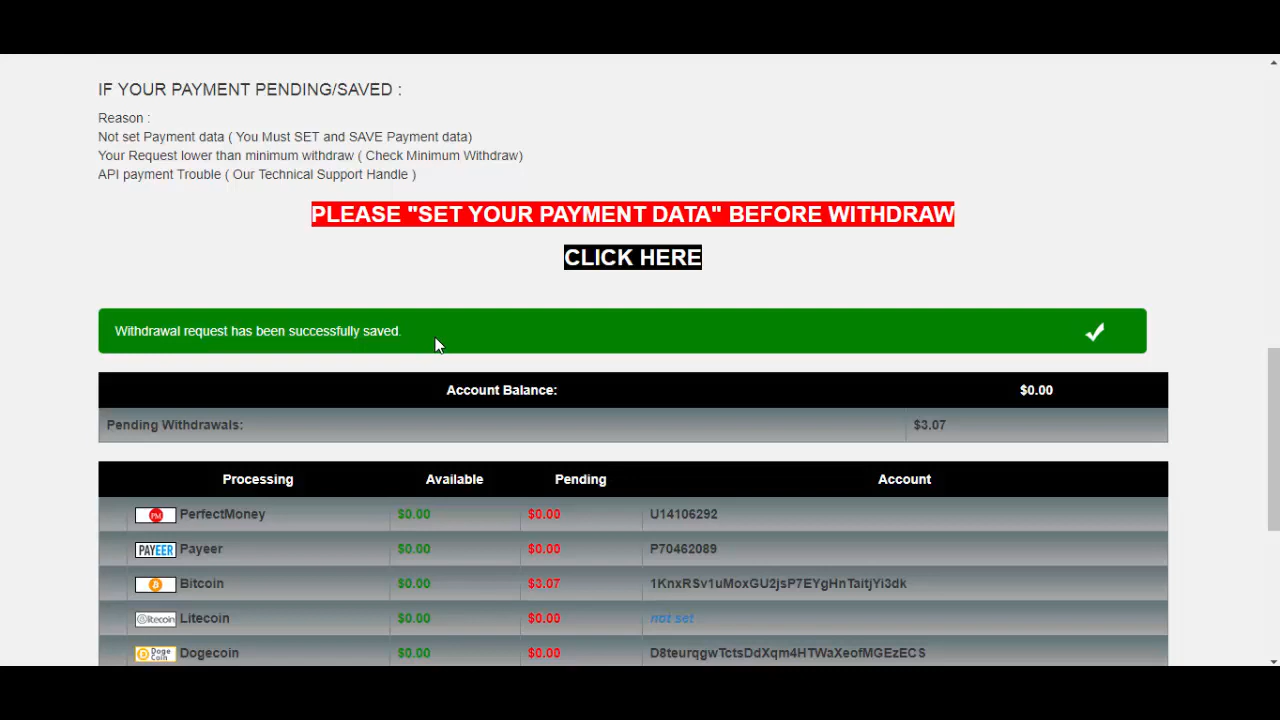 IF YOUR PAYMENT PENDING/SAVED :
Reason :
Not set Payment data ( You Must SET and SAVE Payment data)
Your Request lower than minimum withdraw ( Check Minimum Withdraw)
API payment Trouble ( Our Technical Support Handle )
PLEASE "SET YOUR PAYMENT DATA" BEFORE WITHDRAW
CLICK HERE
Withdrawal request has been successfully saved.
Account Balance: $0.00
Pending Withdrawals: $3.07
Processing Available Pending Account
PM PerfectMoney $0.00 $0.00 U14106292
PAYEER Payeer $0.00 $0.00 P70462089
Bitcoin $0.00 $3.07 1KnxRSv1uMoxGU2jsP7EYgHnTaitjYi3dk
litecoin Litecoin $0.00 $0.00 not set
Doge Coin Dogecoin $0.00 $0.00 D8teurqgwTctsDdXqm4HTWaXeofMGEzECS